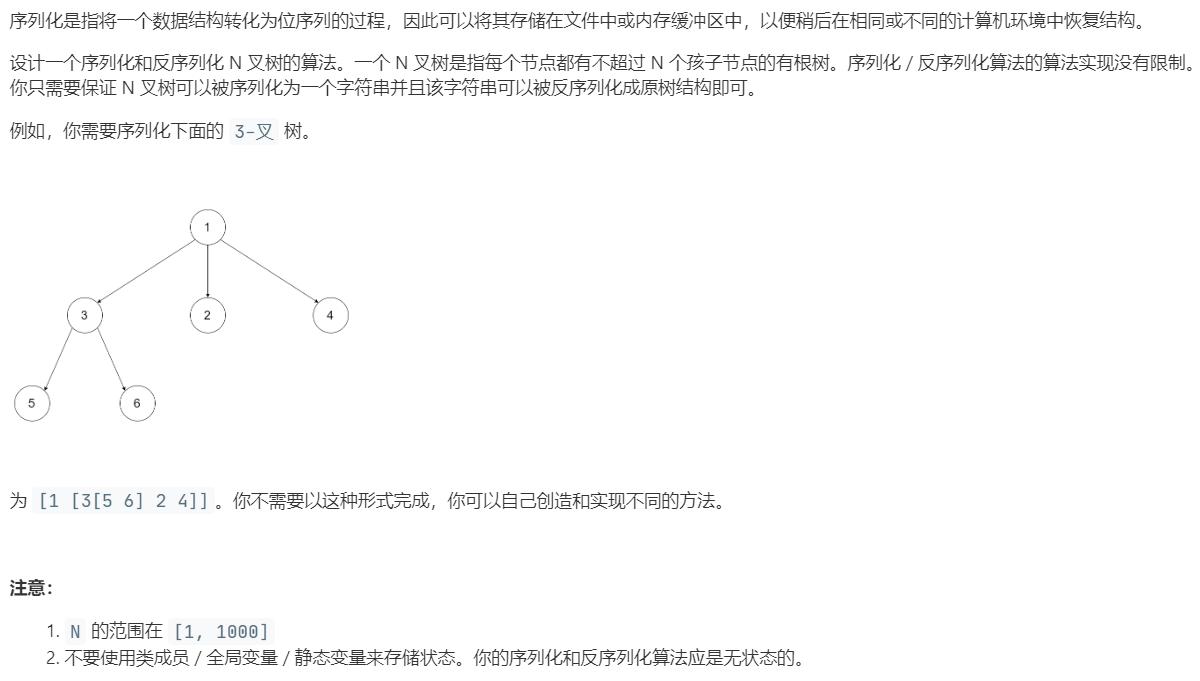 序列化是指将一个数据结构转化为位序列的过程，因此可以将其存储在文件中或内存缓冲区中，以便稍后在相同或不同的计算机环境中恢复结构。
设计一个序列化和反序列化 N 叉树的算法。一个 N 叉树是指每个节点都有不超过 N 个孩子节点的有根树。序列化 / 反序列化算法的算法实现没有限制。
你只需要保证 N 叉树可以被序列化为一个字符串并且该字符串可以被反序列化成原树结构即可。
例如，你需要序列化下面的 3-叉 树。
1
3 2 4
5 6
为 [1 [3[5 6] 2 4]]。你不需要以这种形式完成，你可以自己创造和实现不同的方法。
注意：
1. N 的范围在 [1, 1000]
2. 不要使用类成员 / 全局变量 / 静态变量来存储状态。你的序列化和反序列化算法应是无状态的。